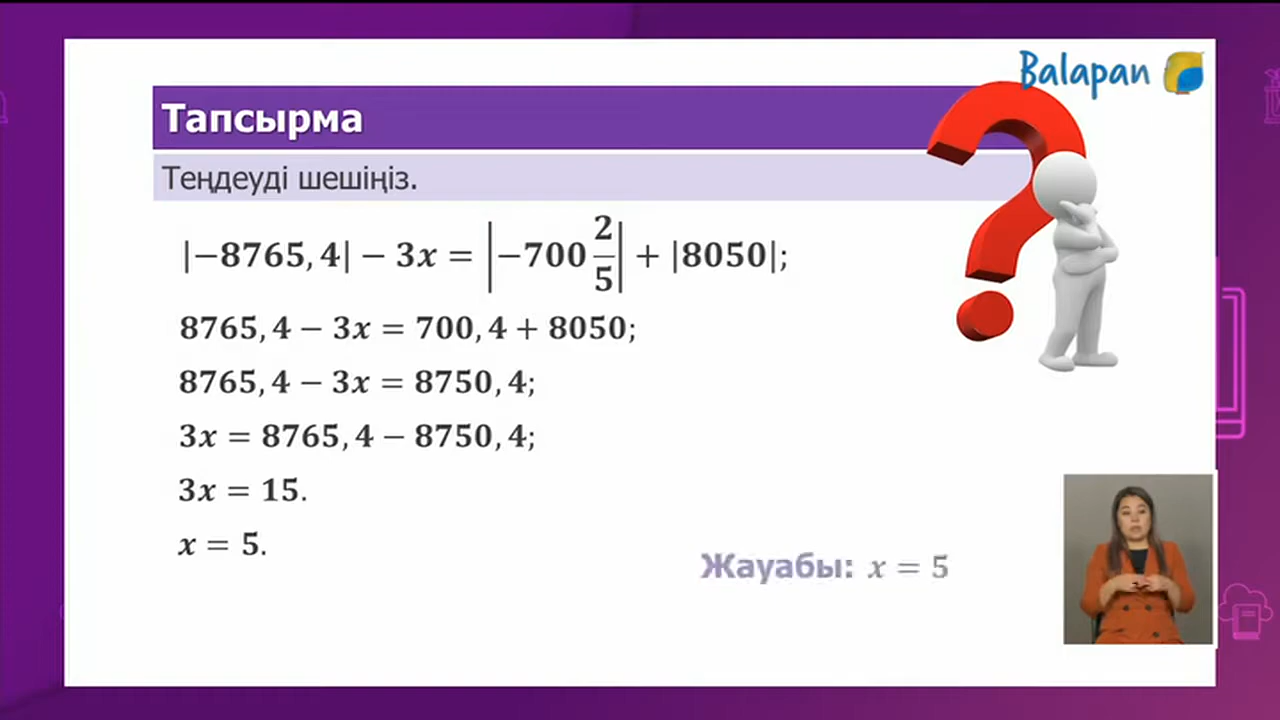 Balapan
Тапсырма
Теңдеуді шешіңіз.
|−8765,4| − 3x = |−700 2/5| + |8050|;
8765,4 − 3x = 700,4 + 8050;
8765,4 − 3x = 8750,4;
3x = 8765,4 − 8750,4;
3x = 15.
x = 5.
Жауабы: x = 5